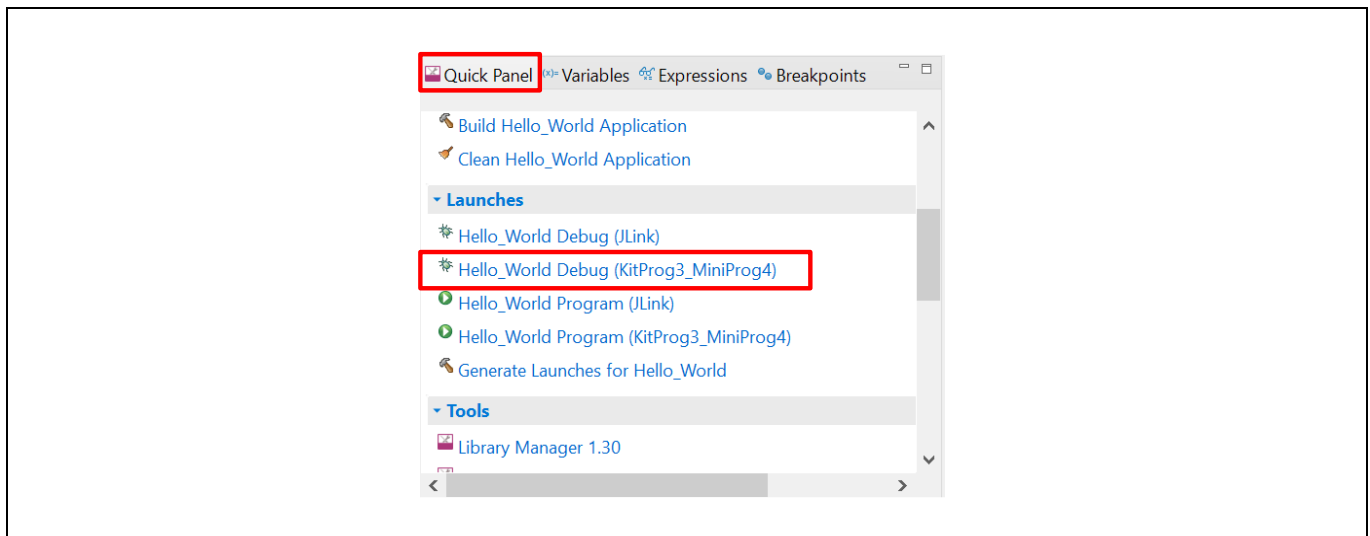 Quick Panel (x)= Variables Expressions Breakpoints
Build Hello_World Application
Clean Hello_World Application
Launches
Hello_World Debug (JLink)
Hello_World Debug (KitProg3_MiniProg4)
Hello_World Program (JLink)
Hello_World Program (KitProg3_MiniProg4)
Generate Launches for Hello_World
Tools
Library Manager 1.30